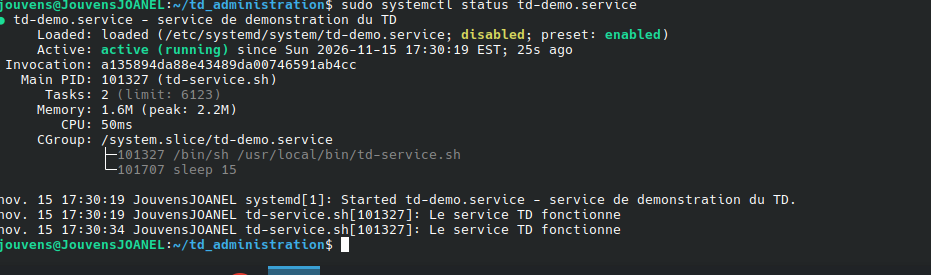 jouvens@JouvensJOANEL:~/td_administration$ sudo systemctl status td-demo.service
● td-demo.service - service de demonstration du TD
Loaded: loaded (/etc/systemd/system/td-demo.service; disabled; preset: enabled)
Active: active (running) since Sun 2026-11-15 17:30:19 EST; 25s ago
Invocation: a135894da88e43489da00746591ab4cc
Main PID: 101327 (td-service.sh)
Tasks: 2 (limit: 6123)
Memory: 1.6M (peak: 2.2M)
CPU: 50ms
CGroup: /system.slice/td-demo.service
├─101327 /bin/sh /usr/local/bin/td-service.sh
└─101707 sleep 15

nov. 15 17:30:19 JouvensJOANEL systemd[1]: Started td-demo.service - service de demonstration du TD.
nov. 15 17:30:19 JouvensJOANEL td-service.sh[101327]: Le service TD fonctionne
nov. 15 17:30:34 JouvensJOANEL td-service.sh[101327]: Le service TD fonctionne
jouvens@JouvensJOANEL:~/td_administration$